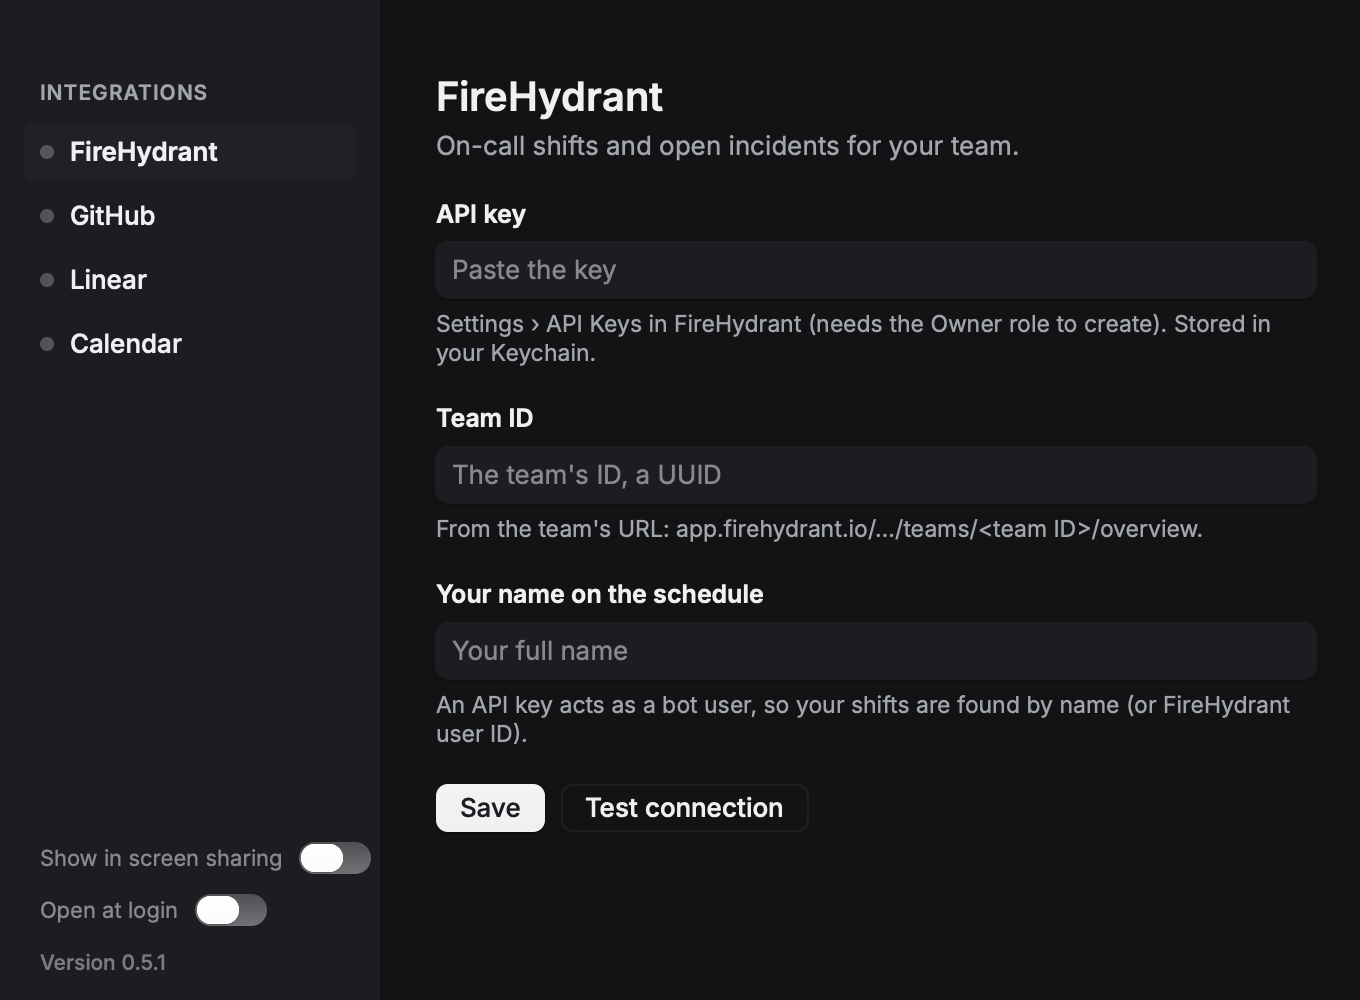 INTEGRATIONS
FireHydrant
GitHub
Linear
Calendar
Show in screen sharing
Open at login
Version 0.5.1
FireHydrant
On-call shifts and open incidents for your team.
API key
Paste the key
Settings › API Keys in FireHydrant (needs the Owner role to create). Stored in
your Keychain.
Team ID
The team's ID, a UUID
From the team's URL: app.firehydrant.io/.../teams/<team ID>/overview.
Your name on the schedule
Your full name
An API key acts as a bot user, so your shifts are found by name (or FireHydrant
user ID).
Save
Test connection